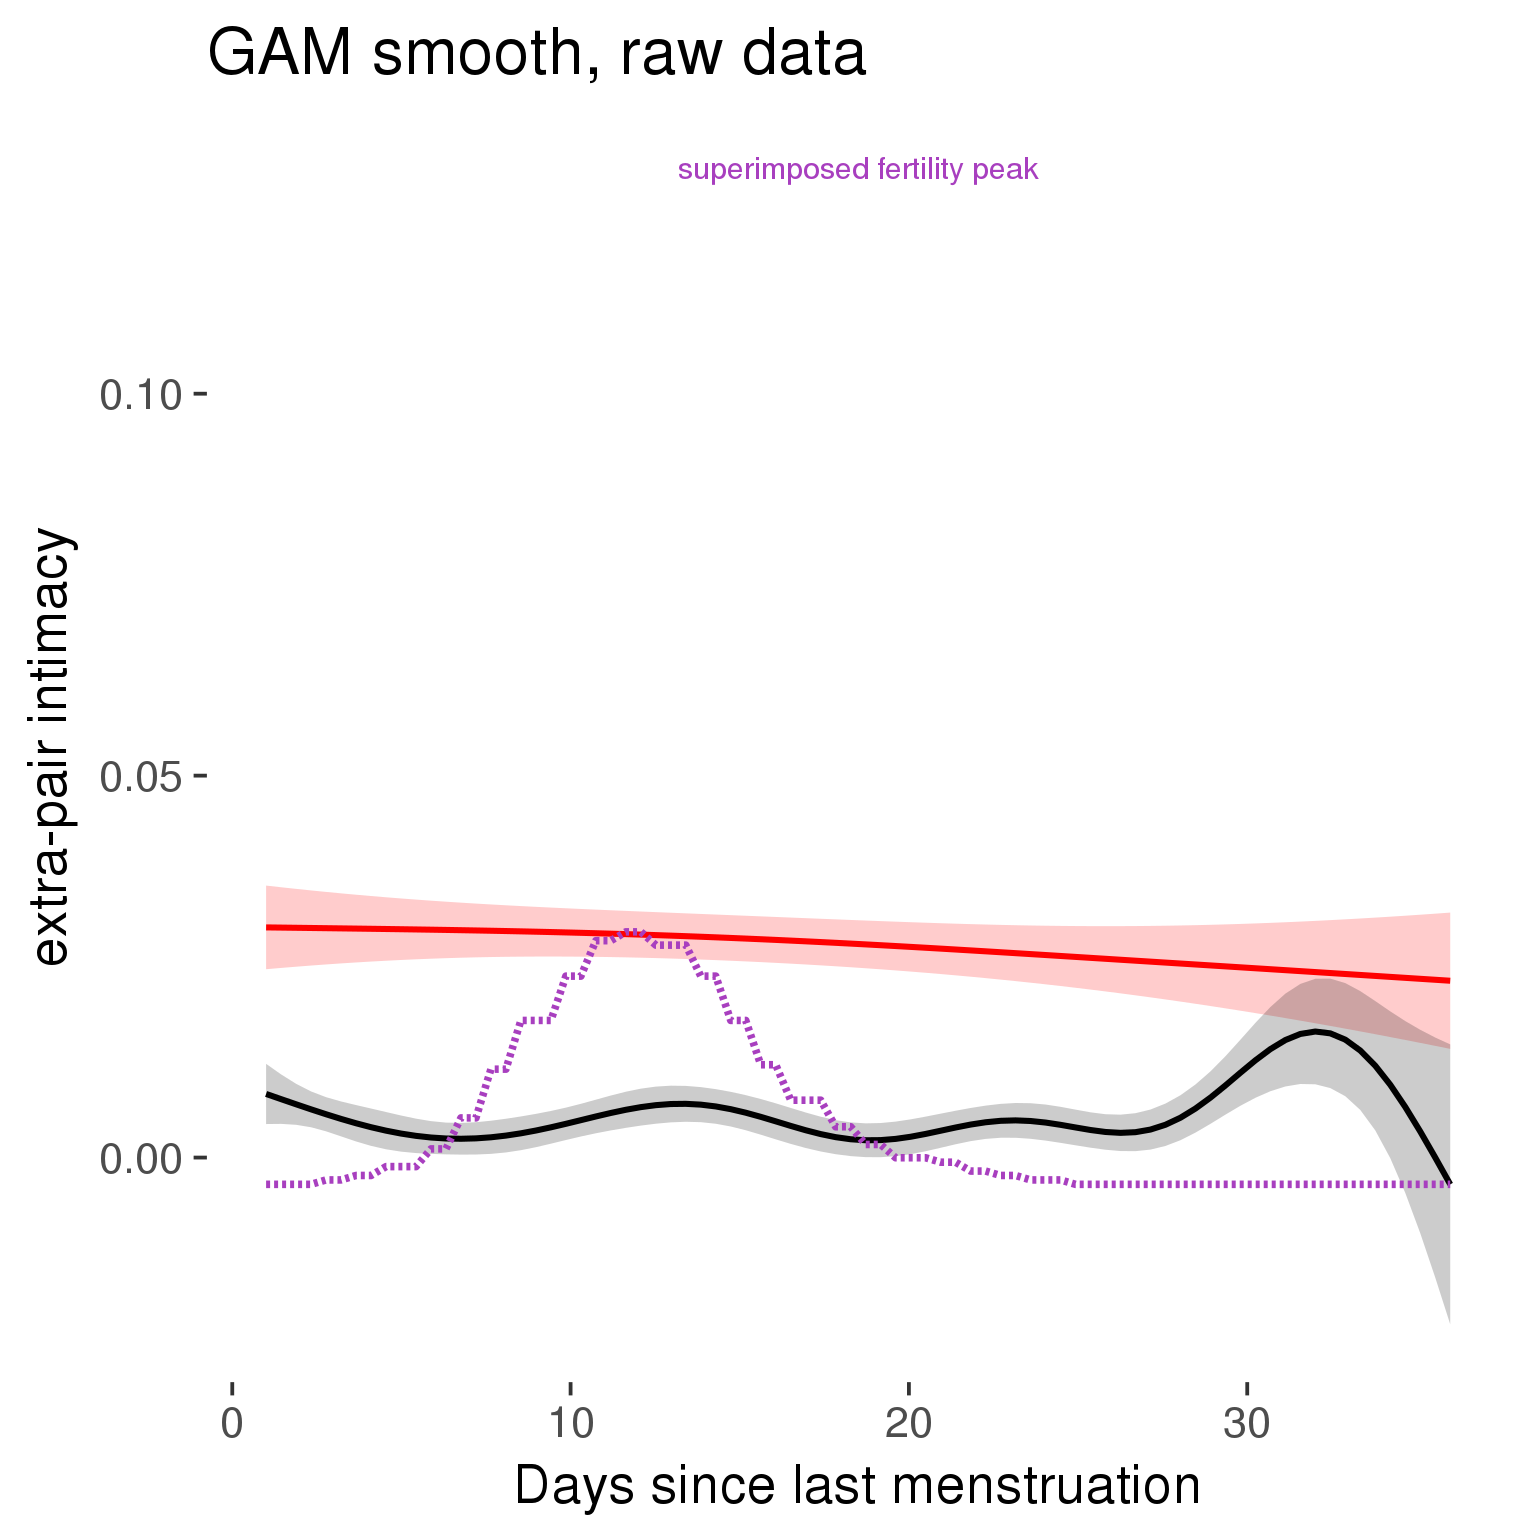 GAM smooth, raw data
superimposed fertility peak
0.10
0.05
0.00
extra-pair intimacy
0 10 20 30
Days since last menstruation